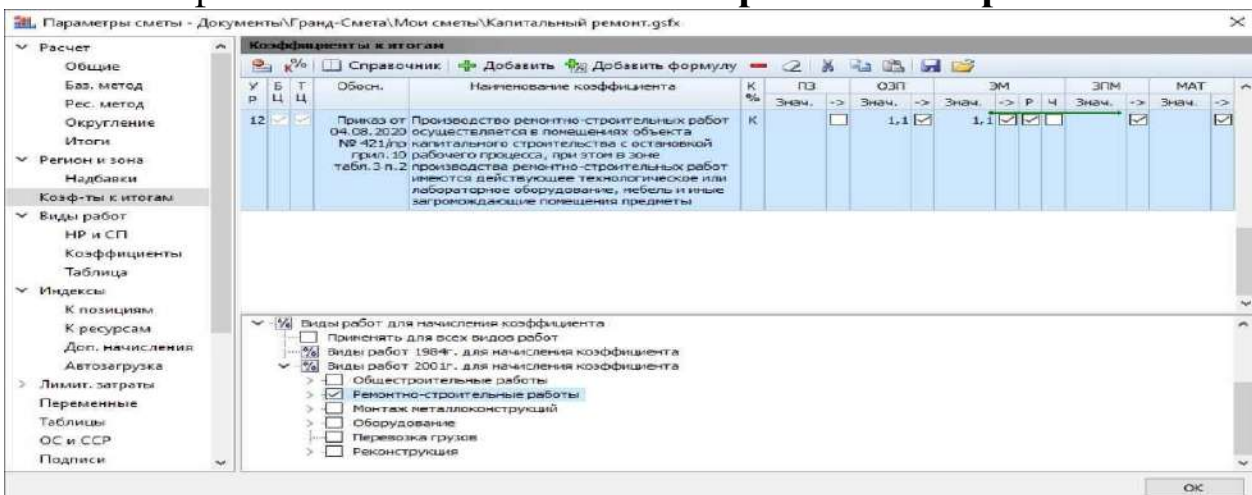 Параметры сметы - Документы\Гранд-Смета\Мои сметы\Капитальный ремонт.gsfx
Расчет
Общие
Баз. метод
Рес. метод
Округление
Итоги
Регион и зона
Надбавки
Коэф-ты к итогам
Виды работ
НР и СП
Коэффициенты
Таблица
Индексы
К позициям
К ресурсам
Доп. начисления
Автозагрузка
Лимит. затраты
Переменные
Таблицы
ОС и ССР
Подписи
Коэффициенты к итогам
К% Справочник Добавить Добавить формулу
У Р Б Ц Т Ц Обосн. Наименование коэффициента К % ПЗ ОЗП ЭМ ЗПМ МАТ
Знач. -> Знач. -> Знач. -> Р Ч Знач. -> Знач. ->
12 Приказ от Производство ремонтно-строительных работ К 1,1 1,1
04.08.2020 осуществляется в помещениях объекта
№ 421/пр капитального строительства с остановкой
прил. 10 рабочего процесса, при этом в зоне
табл. 3 п. 2 производства ремонтно-строительных работ
имеются действующее технологическое или
лабораторное оборудование, мебель и иные
загромождающие помещения предметы
Виды работ для начисления коэффициента
Применять для всех видов работ
Виды работ 1984г. для начисления коэффициента
Виды работ 2001г. для начисления коэффициента
Общестроительные работы
Ремонтно-строительные работы
Монтаж металлоконструкций
Оборудование
Перевозка грузов
Реконструкция
ОК